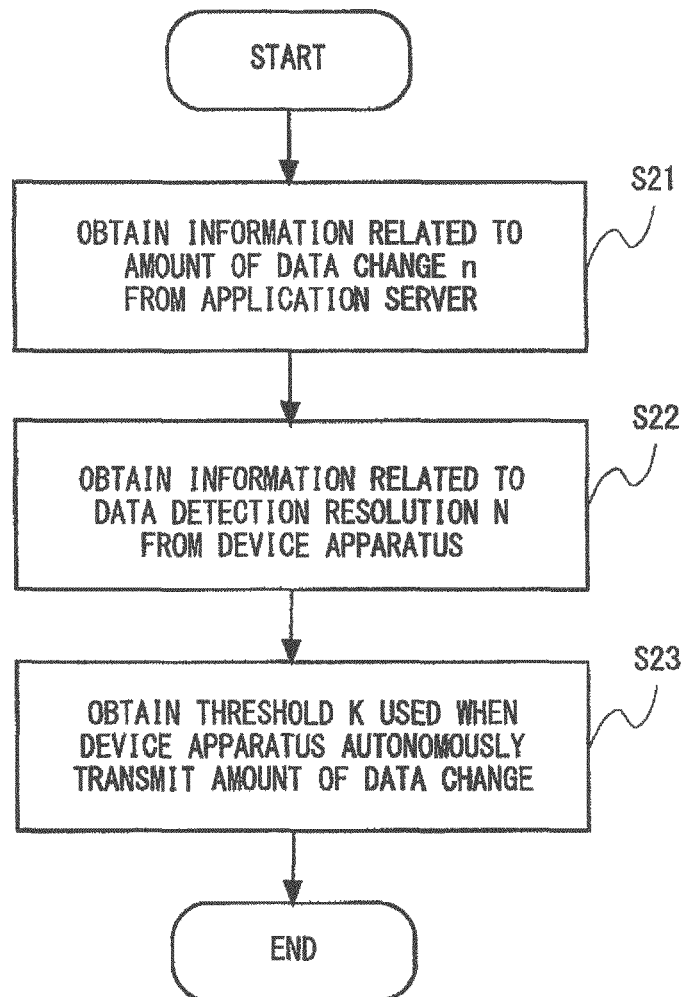 START
S21
OBTAIN INFORMATION RELATED TO
AMOUNT OF DATA CHANGE n
FROM APPLICATION SERVER
S22
OBTAIN INFORMATION RELATED TO
DATA DETECTION RESOLUTION N
FROM DEVICE APPARATUS
S23
OBTAIN THRESHOLD K USED WHEN
DEVICE APPARATUS AUTONOMOUSLY
TRANSMIT AMOUNT OF DATA CHANGE
END